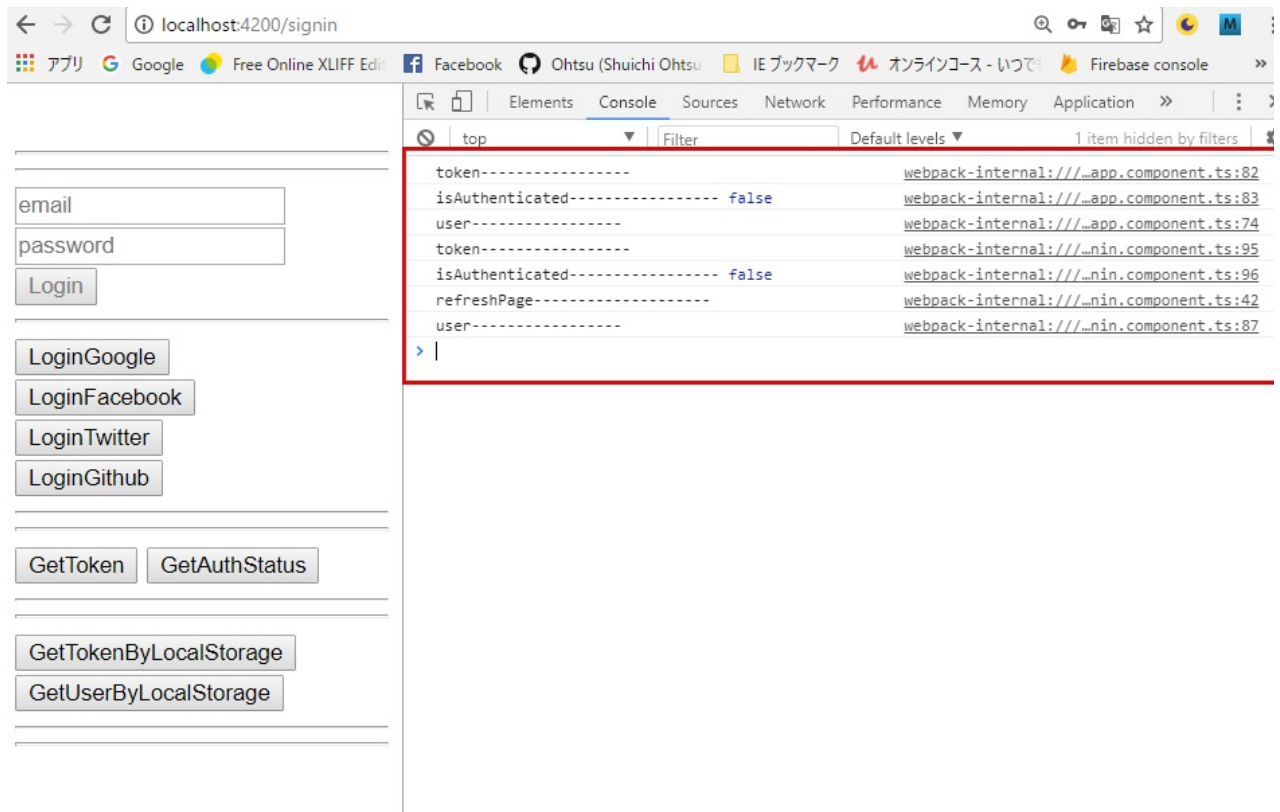 localhost:4200/signin
M
アプリ Google Free Online XLIFF Edit Facebook Ohtsu (Shuichi Ohtsu IE ブックマーク オンラインコース - いつで Firebase console »
Elements Console Sources Network Performance Memory Application »
top Filter Default levels 1 item hidden by filters
email
password
Login
LoginGoogle
LoginFacebook
LoginTwitter
LoginGithub
GetToken GetAuthStatus
GetTokenByLocalStorage
GetUserByLocalStorage
token----------------- webpack-internal:///…app.component.ts:82
isAuthenticated----------------- false webpack-internal:///…app.component.ts:83
user----------------- webpack-internal:///…app.component.ts:74
token----------------- webpack-internal:///…nin.component.ts:95
isAuthenticated----------------- false webpack-internal:///…nin.component.ts:96
refreshPage-------------------- webpack-internal:///…nin.component.ts:42
user----------------- webpack-internal:///…nin.component.ts:87
>